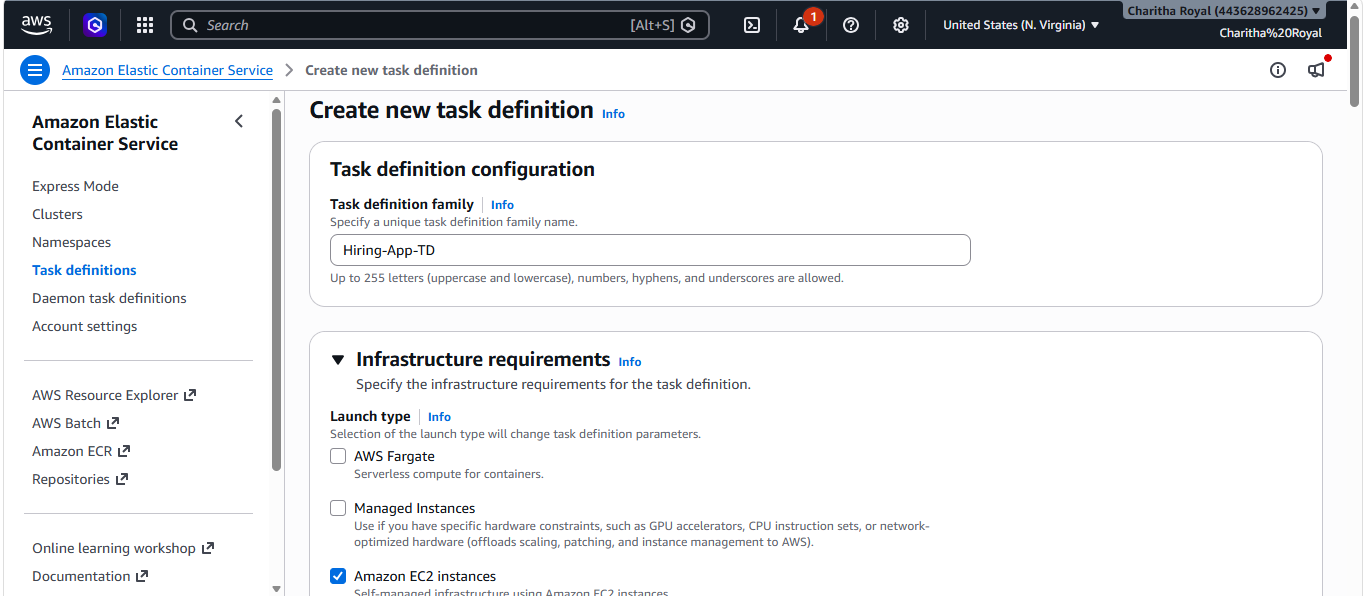 aws
Search
[Alt+S]
1
United States (N. Virginia)
Charitha Royal (443628962425)
Charitha%20Royal
Amazon Elastic Container Service
Create new task definition
Amazon Elastic
Container Service
Express Mode
Clusters
Namespaces
Task definitions
Daemon task definitions
Account settings
AWS Resource Explorer
AWS Batch
Amazon ECR
Repositories
Online learning workshop
Documentation
Create new task definition Info
Task definition configuration
Task definition family Info
Specify a unique task definition family name.
Hiring-App-TD
Up to 255 letters (uppercase and lowercase), numbers, hyphens, and underscores are allowed.
Infrastructure requirements Info
Specify the infrastructure requirements for the task definition.
Launch type Info
Selection of the launch type will change task definition parameters.
AWS Fargate
Serverless compute for containers.
Managed Instances
Use if you have specific hardware constraints, such as GPU accelerators, CPU instruction sets, or network-
optimized hardware (offloads scaling, patching, and instance management to AWS).
Amazon EC2 instances
Self-managed infrastructure using Amazon EC2 instances.